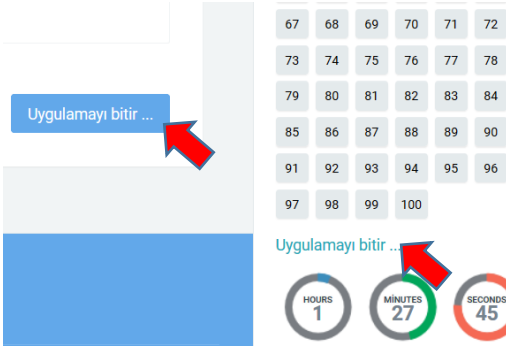 Uygulamayı bitir ...
67 68 69 70 71 72
73 74 75 76 77 78
79 80 81 82 83 84
85 86 87 88 89 90
91 92 93 94 95 96
97 98 99 100
Uygulamayı bitir ...
HOURS MİNUTES SECONDS
1 27 45